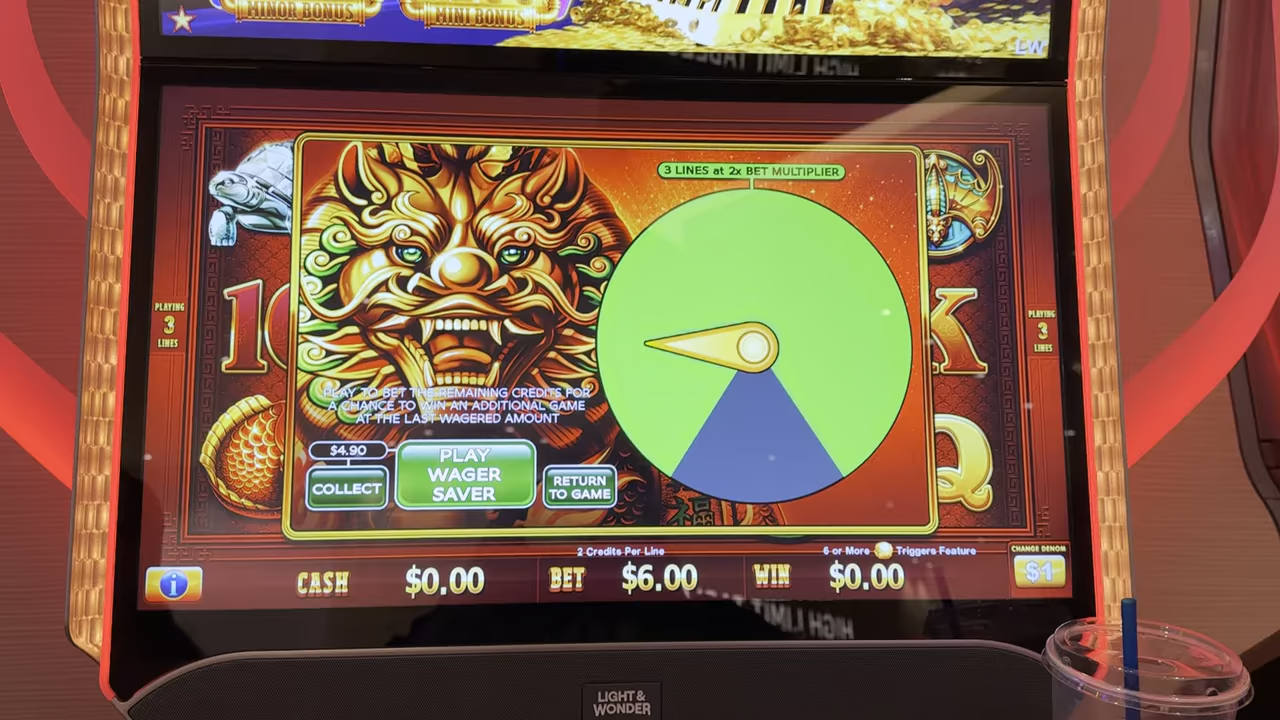 MINOR BONUS
MINI BONUS
LW
3 LINES at 2x BET MULTIPLIER
PLAYING
3
LINES
10
K
PLAYING
3
LINES
PLAY TO BET THE REMAINING CREDITS FOR
A CHANCE TO WIN AN ADDITIONAL GAME
AT THE LAST WAGERED AMOUNT
$4.90
COLLECT
PLAY
WAGER
SAVER
RETURN
TO GAME
Q
福
2 Credits Per Line
6 or More Triggers Feature
CHANGE DENOM
$1
i
CASH $0.00 BET $6.00 WIN $0.00
LIGHT &
WONDER